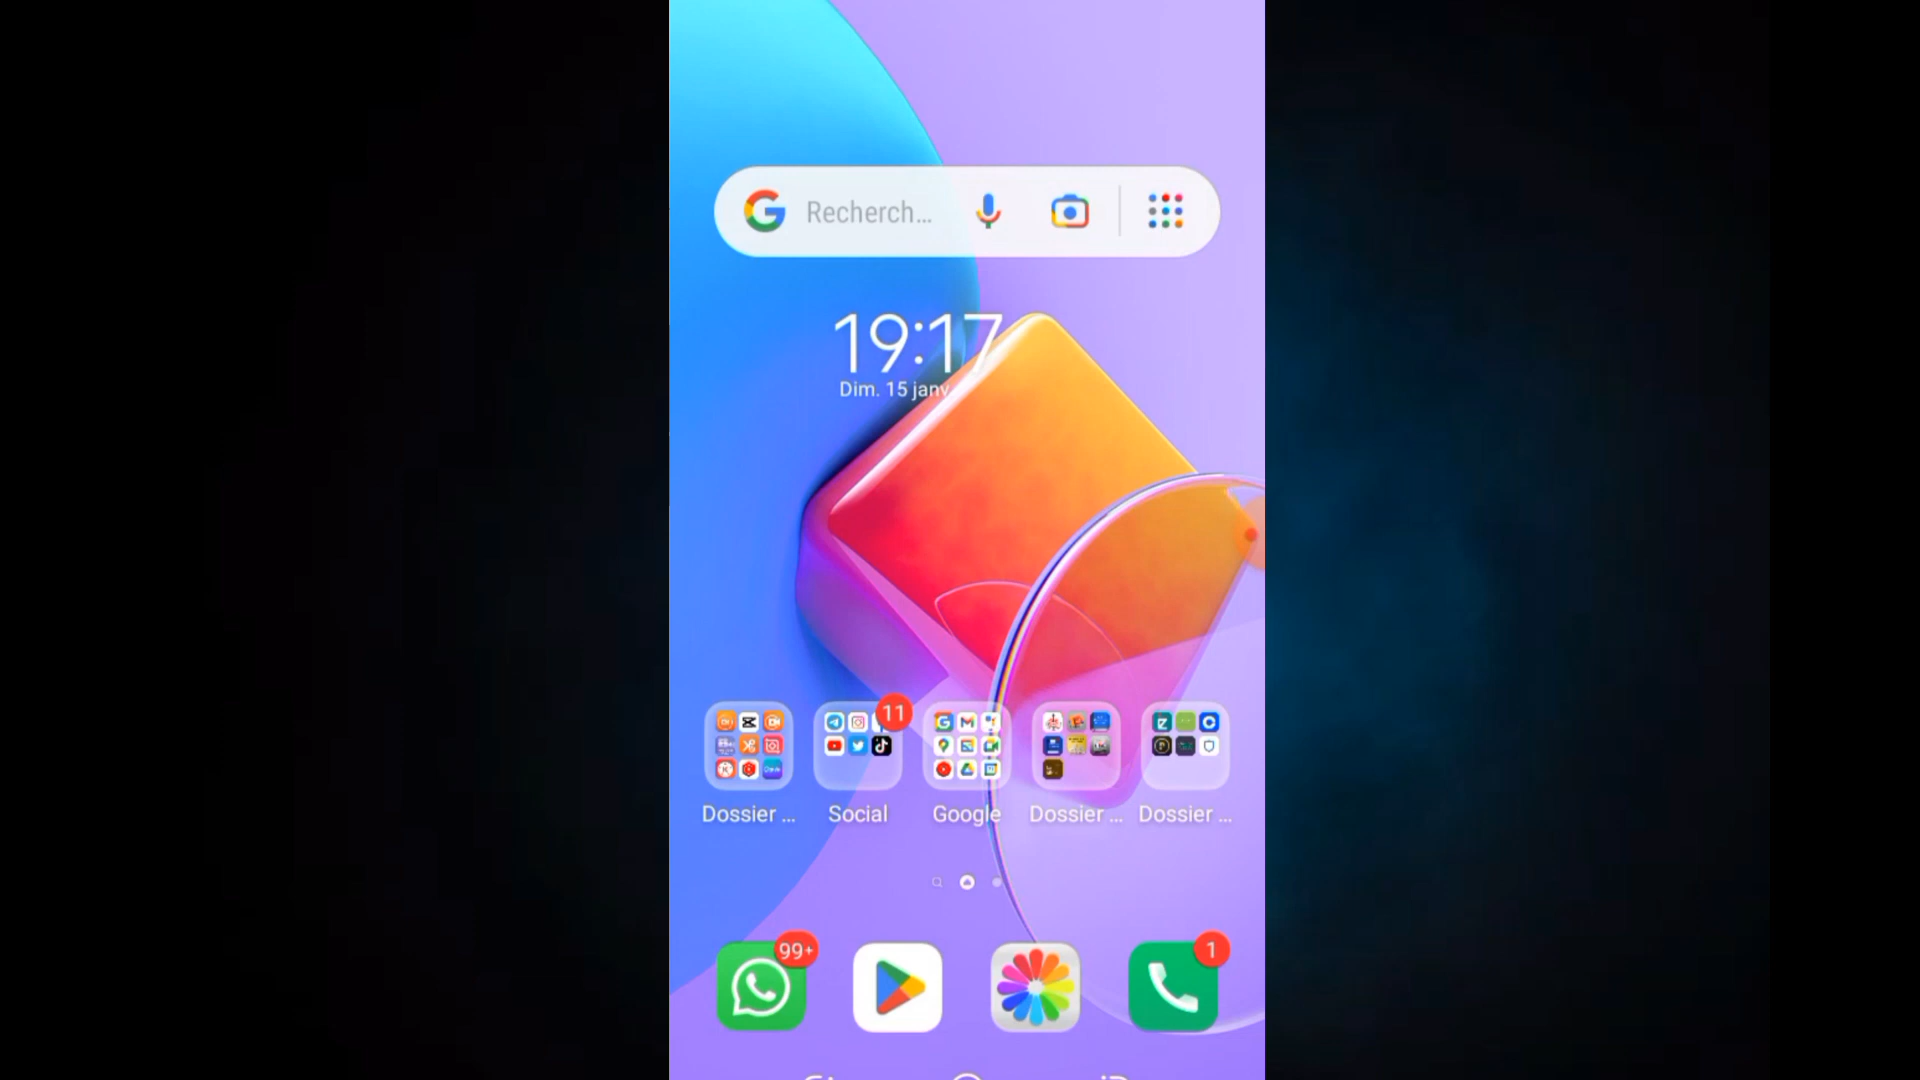 Recherch...
19:17
Dim. 15 janv.
11
Dossier ...
Social
Google
Dossier ...
Dossier ...
99+
1